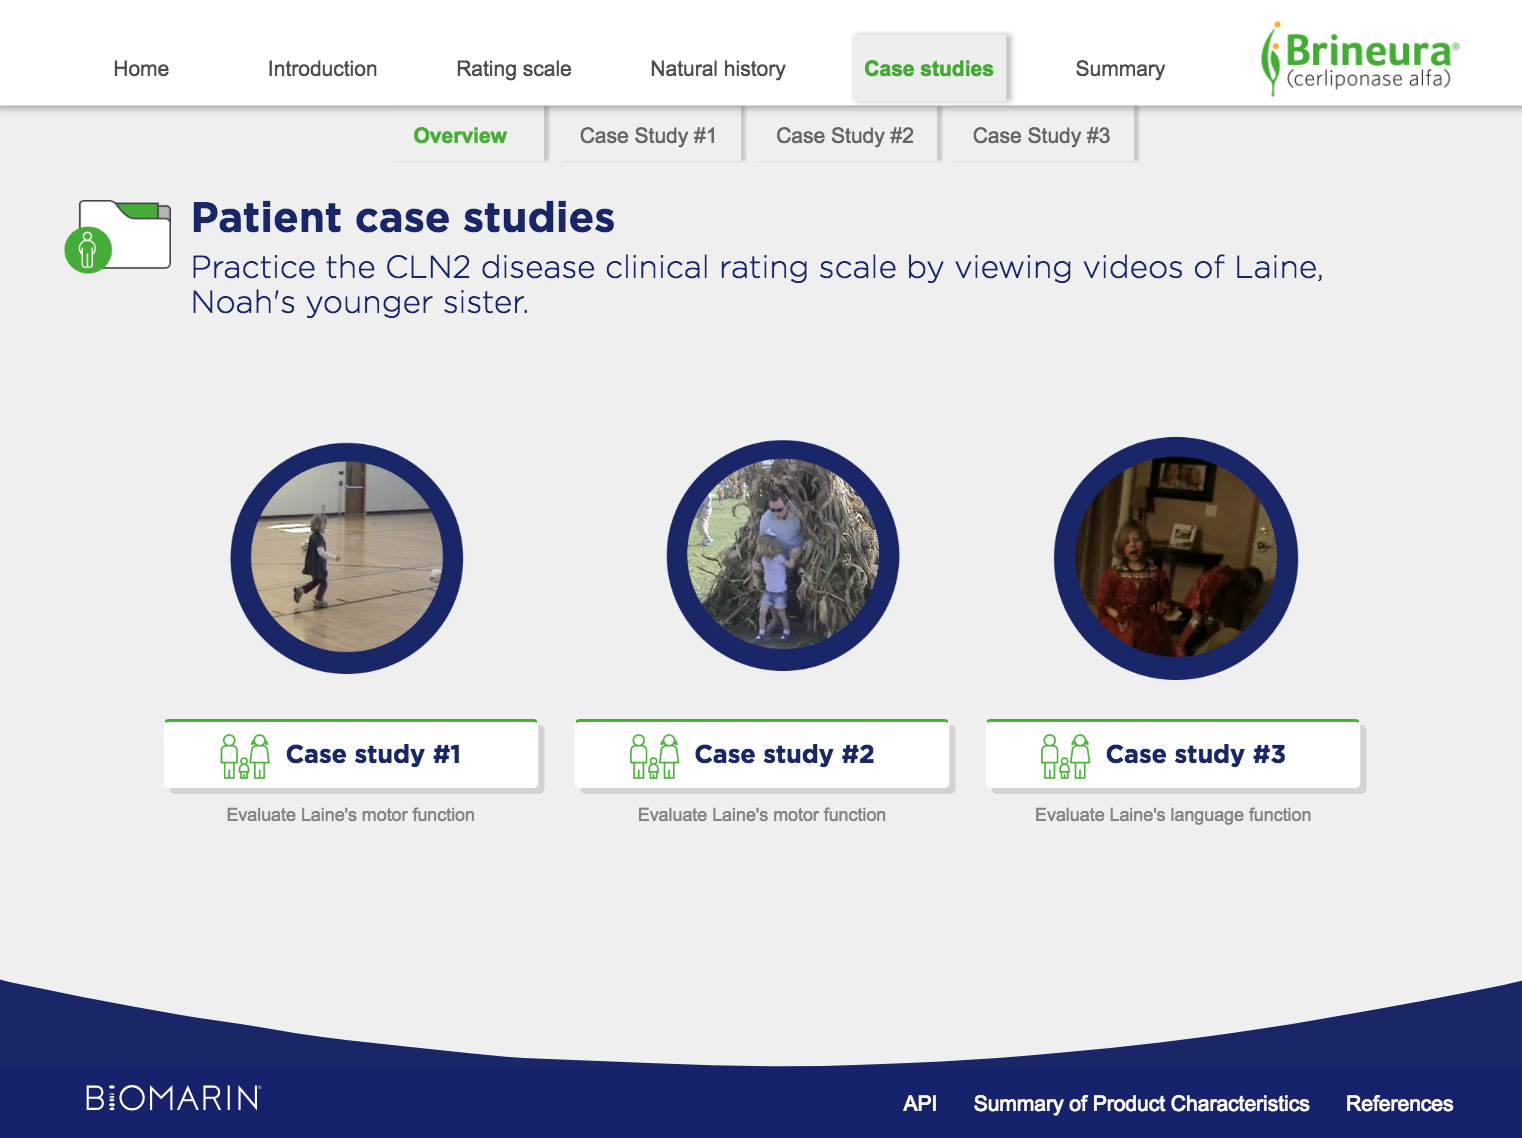 Home
Introduction
Rating scale
Natural history
Case studies
Summary
Brineura®
(cerliponase alfa)
Overview
Case Study #1
Case Study #2
Case Study #3
Patient case studies
Practice the CLN2 disease clinical rating scale by viewing videos of Laine,
Noah's younger sister.
Case study #1
Case study #2
Case study #3
Evaluate Laine's motor function
Evaluate Laine's motor function
Evaluate Laine's language function
BIOMARIN®
API
Summary of Product Characteristics
References